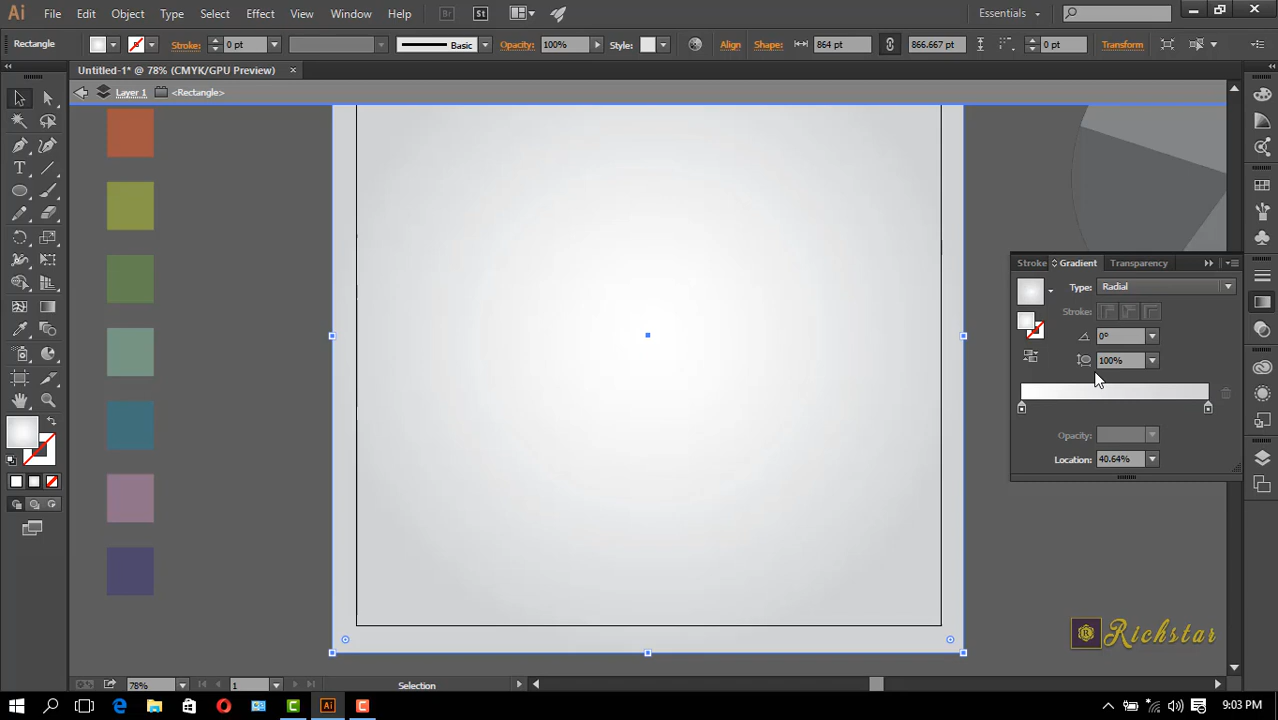 Ai File Edit Object Type Select Effect View Window Help Br St Essentials
Rectangle Stroke: 0 pt Basic Opacity: 100% Style: Align Shape: 864 pt 866.667 pt 0 pt Transform
Untitled-1* @ 78% (CMYK/GPU Preview) ×
Layer 1 <Rectangle>
Stroke Gradient Transparency
Type: Radial
Stroke:
0°
100%
Opacity:
Location: 40.64%
R Richstar
78% 1 Selection
Ai 9:03 PM